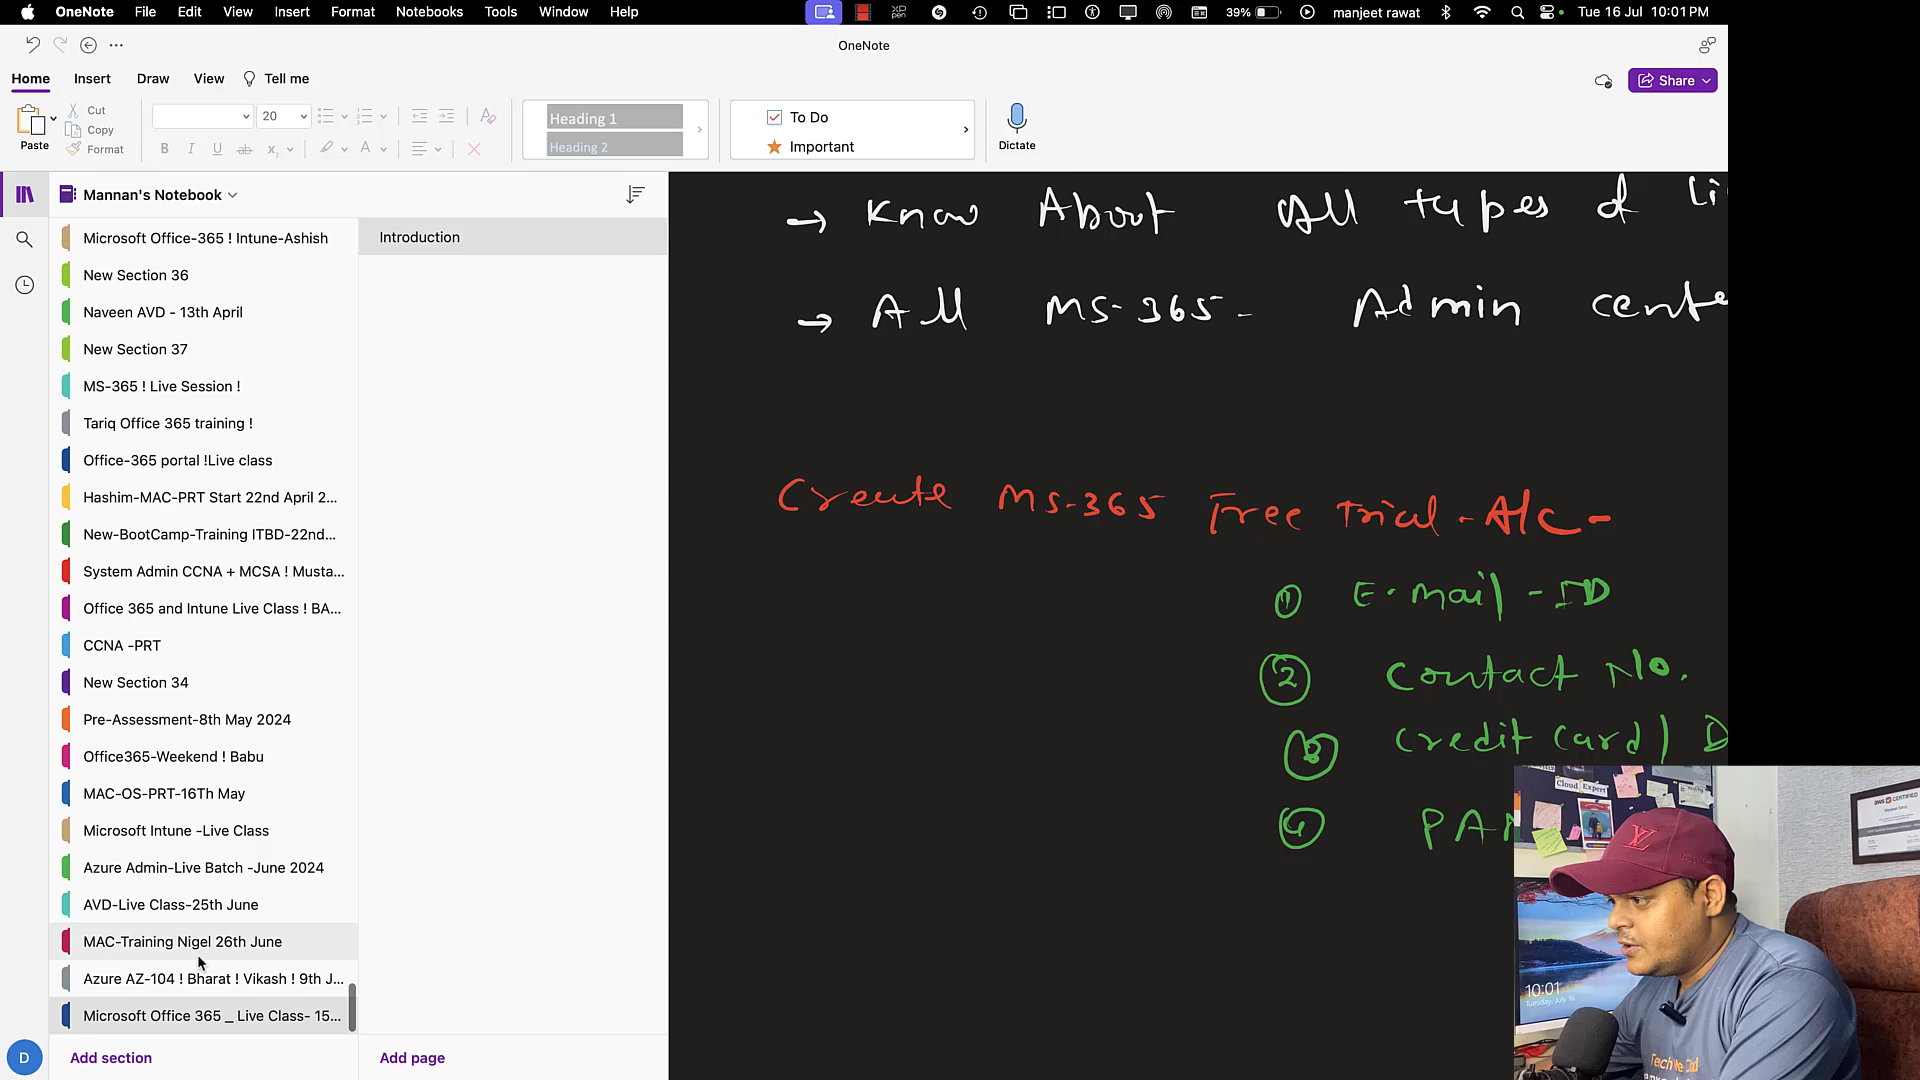 OneNote File Edit View Insert Format Notebooks Tools Window Help 39% manjeet rawat Tue 16 Jul 10:01 PM
OneNote
Home Insert Draw View Tell me Share
Paste Cut Copy Format 20 Heading 1 Heading 2 To Do Important Dictate
Mannan's Notebook
Microsoft Office-365 ! Intune-Ashish
New Section 36
Naveen AVD - 13th April
New Section 37
MS-365 ! Live Session !
Tariq Office 365 training !
Office-365 portal !Live class
Hashim-MAC-PRT Start 22nd April 2...
New-BootCamp-Training ITBD-22nd...
System Admin CCNA + MCSA ! Musta...
Office 365 and Intune Live Class ! BA...
CCNA -PRT
New Section 34
Pre-Assessment-8th May 2024
Office365-Weekend ! Babu
MAC-OS-PRT-16Th May
Microsoft Intune -Live Class
Azure Admin-Live Batch -June 2024
AVD-Live Class-25th June
MAC-Training Nigel 26th June
Azure AZ-104 ! Bharat ! Vikash ! 9th J...
Microsoft Office 365 _ Live Class- 15...
D
Add section
Introduction
Add page
→ Know About All types of Li
→ All MS-365- Admin cente
Create MS-365 Free Trial - A/C -
① E-mail - ID
② Contact No.
③ Credit Card | D
④ PAN
Cloud Expert
aws CERTIFIED
10:01
Tuesday, July 16